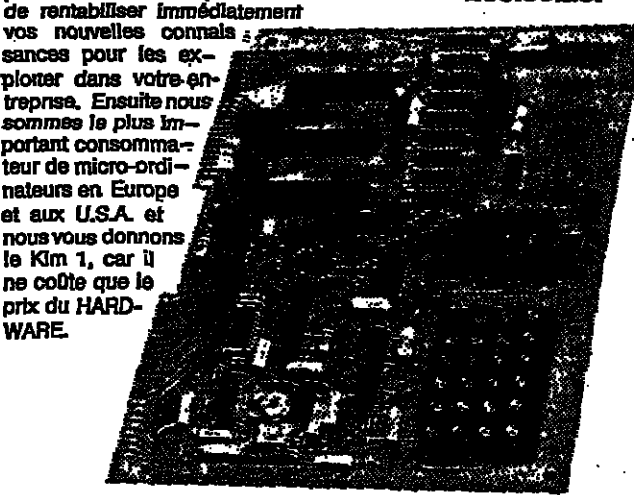 de rentabiliser immédiatement
vos nouvelles connais
sances pour les ex-
ploiter dans votre en-
treprise. Ensuite nous
sommes le plus im-
portant consomma-
teur de micro-ordi-
nateurs en Europe
et aux U.S.A. et
nous vous donnons
le Kim 1, car il
ne coûte que le
prix du HARD-
WARE.